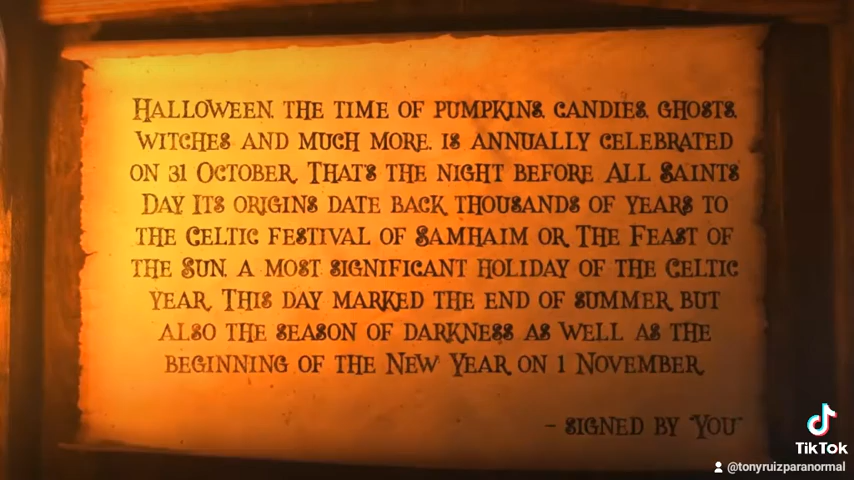 Halloween, the time of pumpkins, candies, ghosts,
witches and much more, is annually celebrated
on 31 October. That's the night before All Saints
Day. Its origins date back thousands of years to
the Celtic festival of Samhaim or The Feast of
the Sun, a most significant holiday of the Celtic
year. This day marked the end of summer but
also the season of darkness as well as the
beginning of the New Year on 1 November.
- signed by "You"
TikTok
@tonyruizparanormal